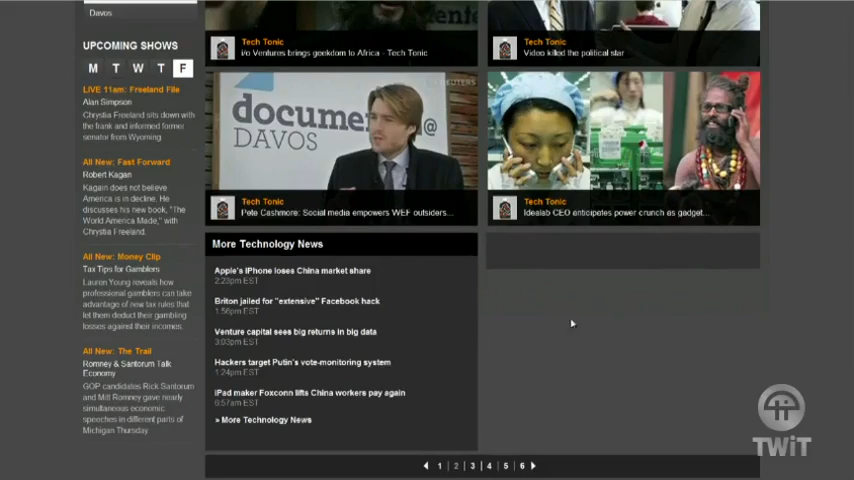 Davos
UPCOMING SHOWS
M T W T F
LIVE 11am: Freeland File
Alan Simpson
Chrystia Freeland sits down with
the frank and informed former
senator from Wyoming
All New: Fast Forward
Robert Kagan
Kagain does not believe
America is in decline. He
discusses his new book, "The
World America Made," with
Chrystia Freeland.
All New: Money Clip
Tax Tips for Gamblers
Lauren Young reveals how
professional gamblers can take
advantage of new tax rules that
let them deduct their gambling
losses against their incomes.
All New: The Trail
Romney & Santorum Talk
Economy
GOP candidates Rick Santorum
and Mitt Romney gave nearly
simultaneous economic
speeches in different parts of
Michigan Thursday
Tech Tonic
i/o Ventures brings geekdom to Africa - Tech Tonic
Tech Tonic
Video killed the political star
REUTERS
@
DAVOS
Tech Tonic
Pete Cashmore: Social media empowers WEF outsiders...
Tech Tonic
Idealab CEO anticipates power crunch as gadget...
More Technology News
Apple's iPhone loses China market share
2:23pm EST
Briton jailed for "extensive" Facebook hack
1:56pm EST
Venture capital sees big returns in big data
3:03pm EST
Hackers target Putin's vote-monitoring system
1:24pm EST
iPad maker Foxconn lifts China workers pay again
6:57am EST
» More Technology News
1 | 2 | 3 | 4 | 5 | 6
TWiT